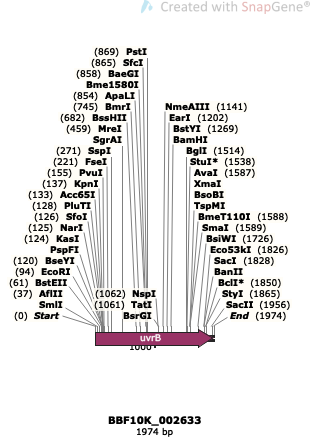 Created with SnapGene®
(869) PstI
(865) SfcI
(858) BaeGI
Bme1580I
(854) ApaLI
(745) BmrI
(682) BssHII
(459) MreI
SgrAI
(271) SspI
(221) FseI
(155) PvuI
(137) KpnI
(133) Acc65I
(128) PluTI
(126) SfoI
(125) NarI
(124) KasI
PspFI
(120) BseYI
(94) EcoRI
(61) BstEII
(37) AflII
SmlI
(0) Start
(1062) NspI
(1061) TatI
BsrGI
NmeAIII (1141)
EarI (1202)
BstYI (1269)
BamHI
BglI (1514)
StuI* (1538)
AvaI (1587)
XmaI
BsoBI
TspMI
BmeT110I (1588)
SmaI (1589)
BsiWI (1726)
Eco53kI (1826)
SacI (1828)
BanII
BclI* (1850)
StyI (1865)
SacII (1956)
End (1974)
uvrB
1000
BBF10K_002633
1974 bp